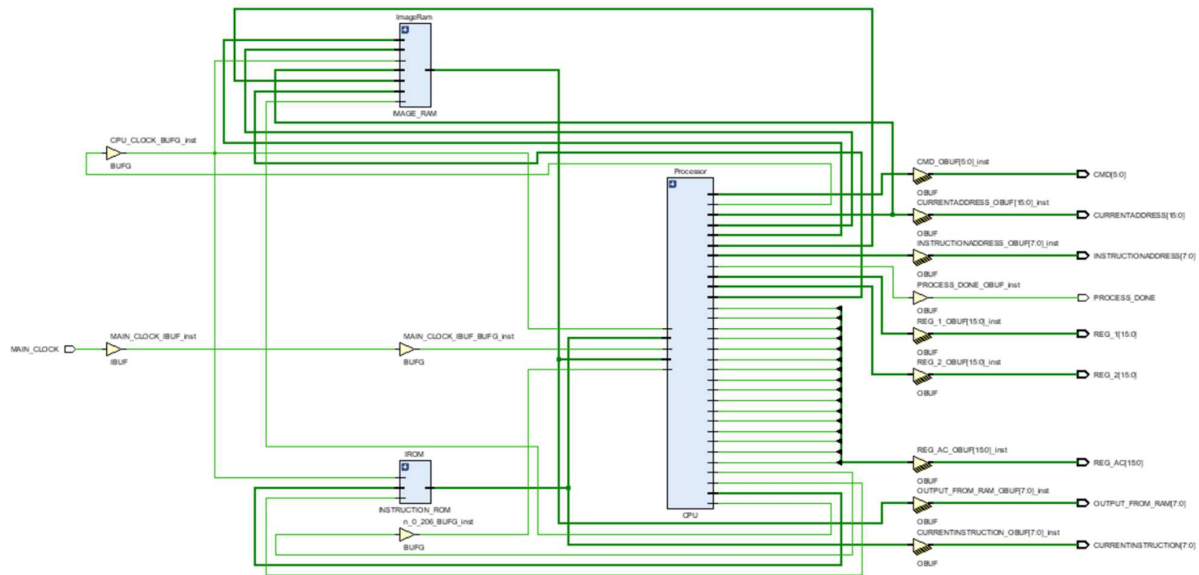 ImageRam
IMAGE_RAM
CPU_CLOCK_BUFG_inst
BUFG
Processor
CPU
CMD_OBUF[5:0]_inst
OBUF
CMD[5:0]
CURRENTADDRESS_OBUF[15:0]_inst
OBUF
CURRENTADDRESS[15:0]
INSTRUCTIONADDRESS_OBUF[7:0]_inst
OBUF
INSTRUCTIONADDRESS[7:0]
PROCESS_DONE_OBUF_inst
OBUF
PROCESS_DONE
MAIN_CLOCK
MAIN_CLOCK_IBUF_inst
IBUF
MAIN_CLOCK_IBUF_BUFG_inst
BUFG
REG_1_OBUF[15:0]_inst
OBUF
REG_1[15:0]
REG_2_OBUF[15:0]_inst
OBUF
REG_2[15:0]
IROM
INSTRUCTION_ROM
n_0_206_BUFG_inst
BUFG
REG_AC_OBUF[15:0]_inst
OBUF
REG_AC[15:0]
OUTPUT_FROM_RAM_OBUF[7:0]_inst
OBUF
OUTPUT_FROM_RAM[7:0]
CURRENTINSTRUCTION_OBUF[7:0]_inst
OBUF
CURRENTINSTRUCTION[7:0]